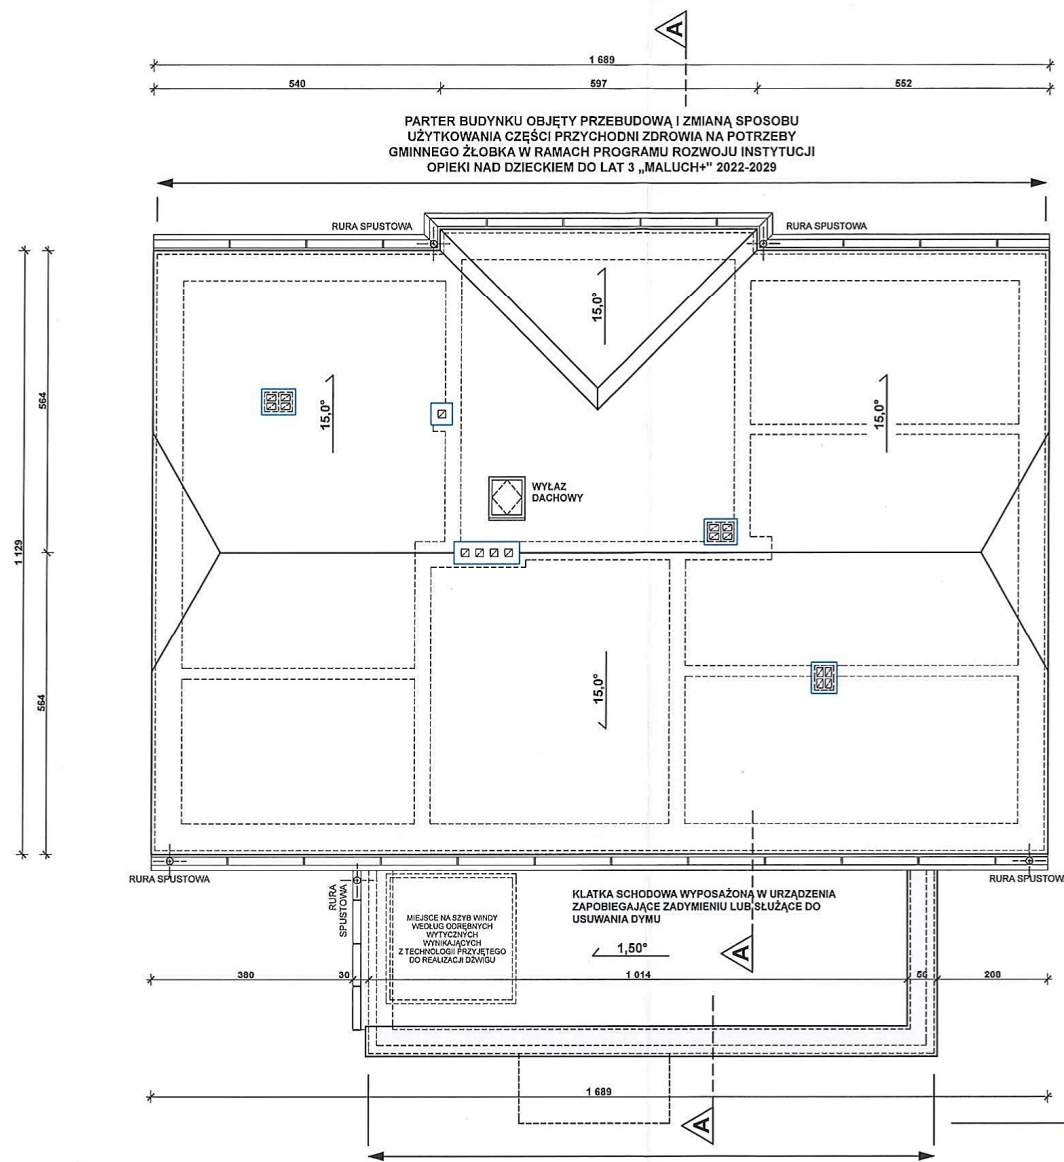 A
1 689
540
597
552
PARTER BUDYNKU OBJĘTY PRZEBUDOWĄ I ZMIANĄ SPOSOBU
UŻYTKOWANIA CZĘŚCI PRZYCHODNI ZDROWIA NA POTRZEBY
GMINNEGO ŻŁOBKA W RAMACH PROGRAMU ROZWOJU INSTYTUCJI
OPIEKI NAD DZIECKIEM DO LAT 3 „MALUCH+" 2022-2029
RURA SPUSTOWA
RURA SPUSTOWA
15,0°
15,0°
15,0°
564
WYŁAZ
DACHOWY
1 129
564
15,0°
RURA SPUSTOWA
RURA SPUSTOWA
RURA
SPUSTOWA
KLATKA SCHODOWA WYPOSAŻONA W URZĄDZENIA
ZAPOBIEGAJĄCE ZADYMIENIU LUB SŁUŻĄCE DO
USUWANIA DYMU
MIEJSCE NA SZYB WINDY
WEDŁUG ODRĘBNYCH
WYTYCZNYCH
WYNIKAJĄCYCH
Z TECHNOLOGII PRZYJĘTEGO
DO REALIZACJI DŹWIGU
1,50°
A
380
30
1 014
56
208
1 689
A